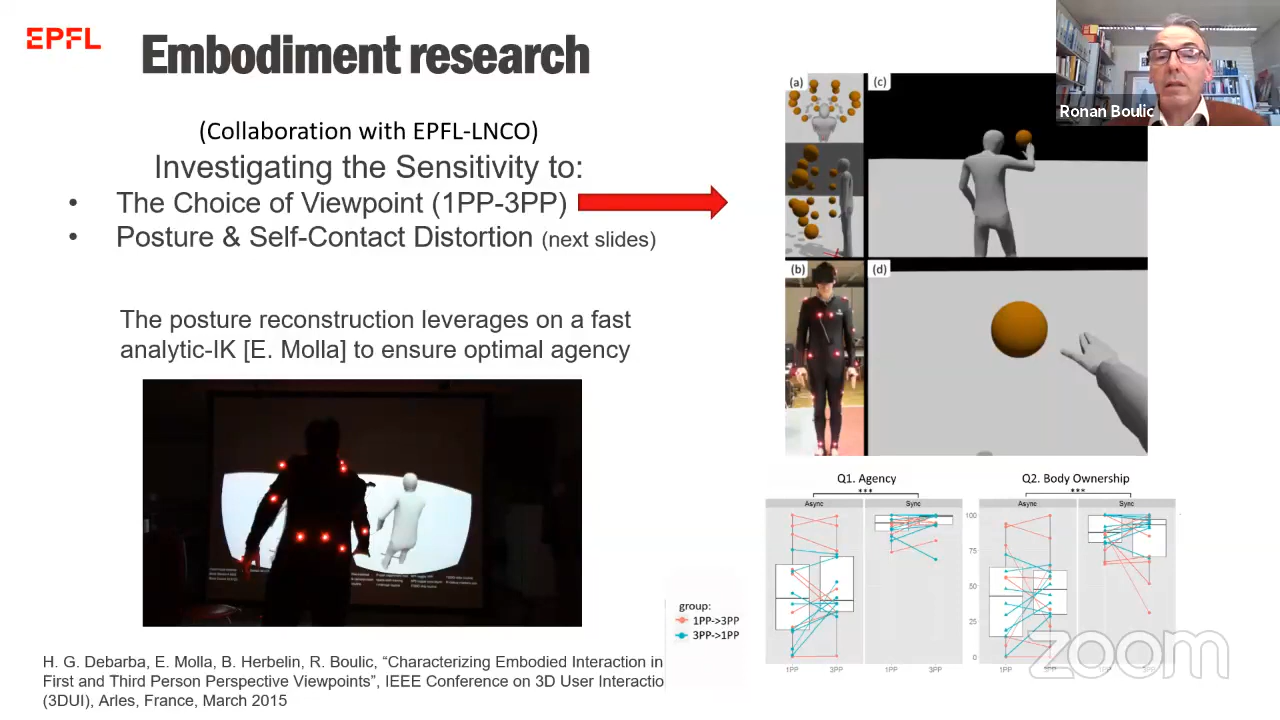 EPFL
Embodiment research
(Collaboration with EPFL-LNCO)
Investigating the Sensitivity to:
• The Choice of Viewpoint (1PP-3PP)
• Posture & Self-Contact Distortion (next slides)
The posture reconstruction leverages on a fast
analytic-IK [E. Molla] to ensure optimal agency
H. G. Debarba, E. Molla, B. Herbelin, R. Boulic, “Characterizing Embodied Interaction in
First and Third Person Perspective Viewpoints”, IEEE Conference on 3D User Interactio
(3DUI), Arles, France, March 2015
Ronan Boulic
(a)
(c)
(b)
(d)
Q1. Agency
Q2. Body Ownership
***
***
Async
Sync
Async
Sync
100
75
50
25
0
group:
1PP->3PP
3PP->1PP
1PP
3PP
1PP
3PP
1PP
3PP
zoom